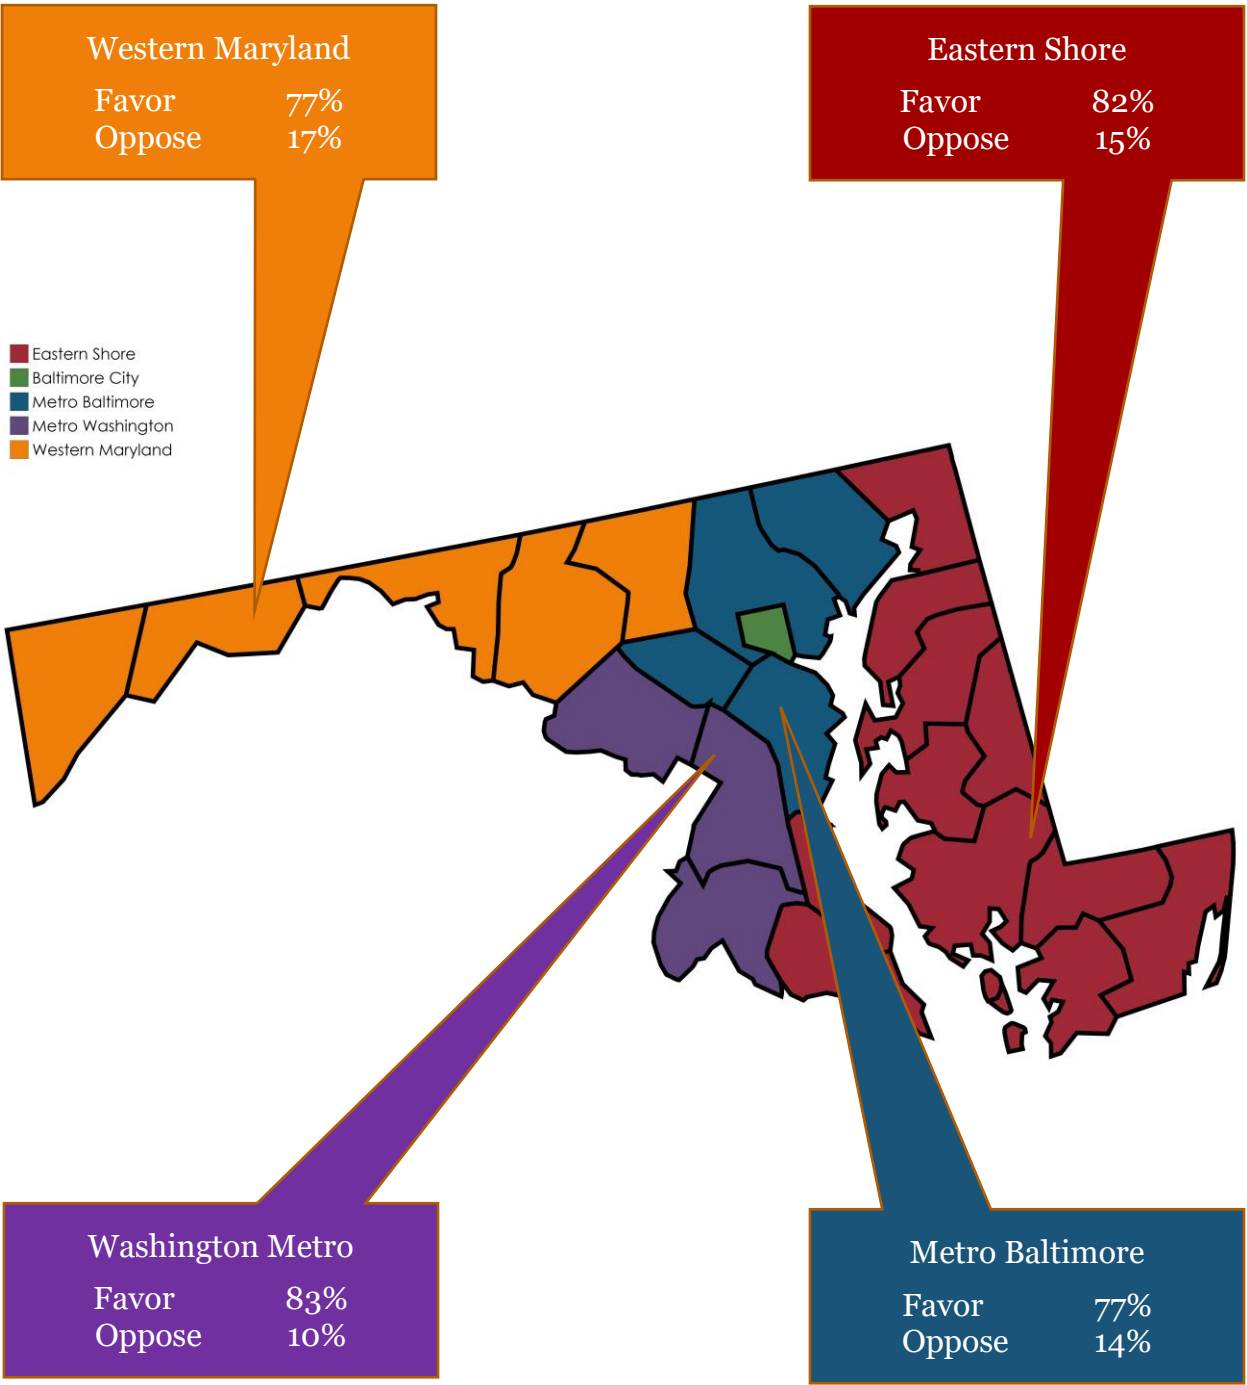 Western Maryland
Favor 77%
Oppose 17%
Eastern Shore
Favor 82%
Oppose 15%
Eastern Shore
Baltimore City
Metro Baltimore
Metro Washington
Western Maryland
Washington Metro
Favor 83%
Oppose 10%
Metro Baltimore
Favor 77%
Oppose 14%